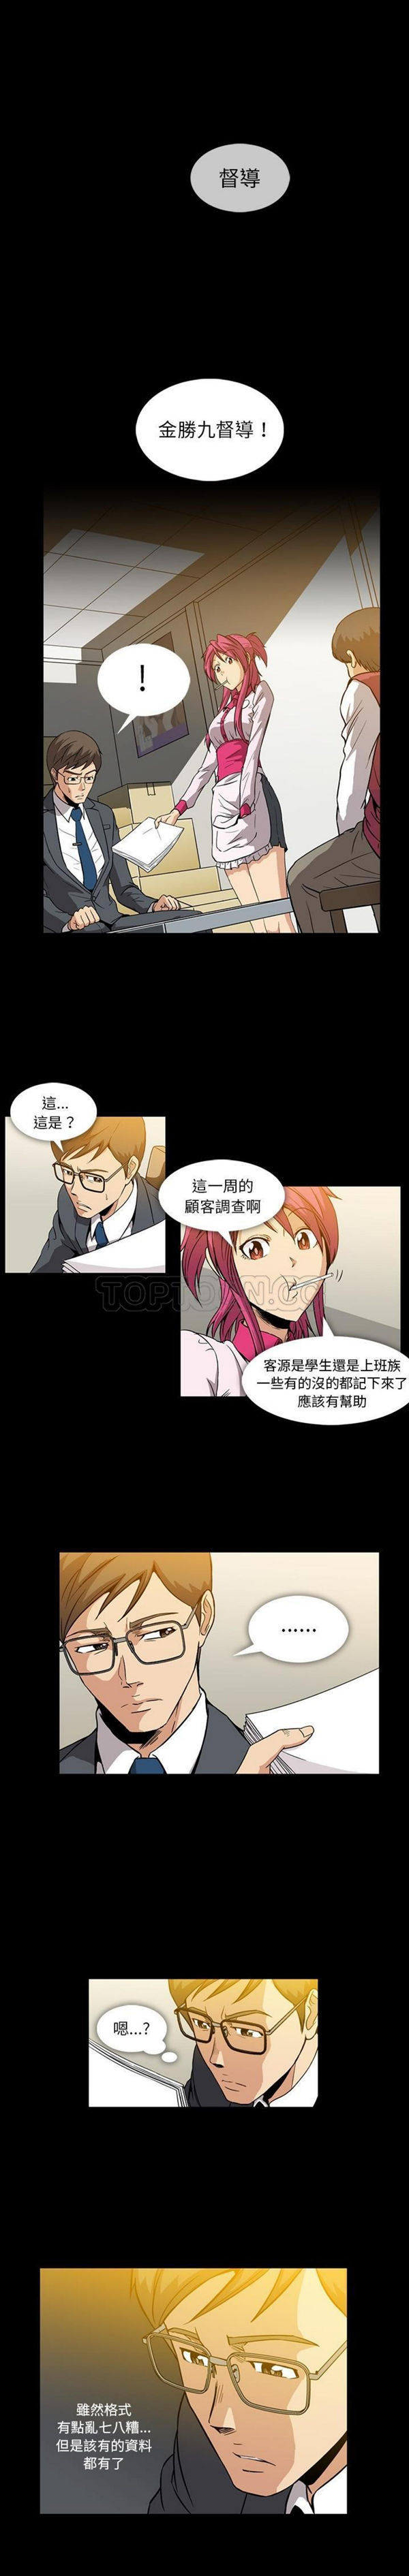 督導
金勝九督導！
！
這…
這是？
這一周的
顧客調查啊
TOPTOON.CO
客源是學生還是上班族
一些有的沒的都記下來了
應該有幫助
……
嗯…?
雖然格式
有點亂七八糟…
但是該有的資料
都有了